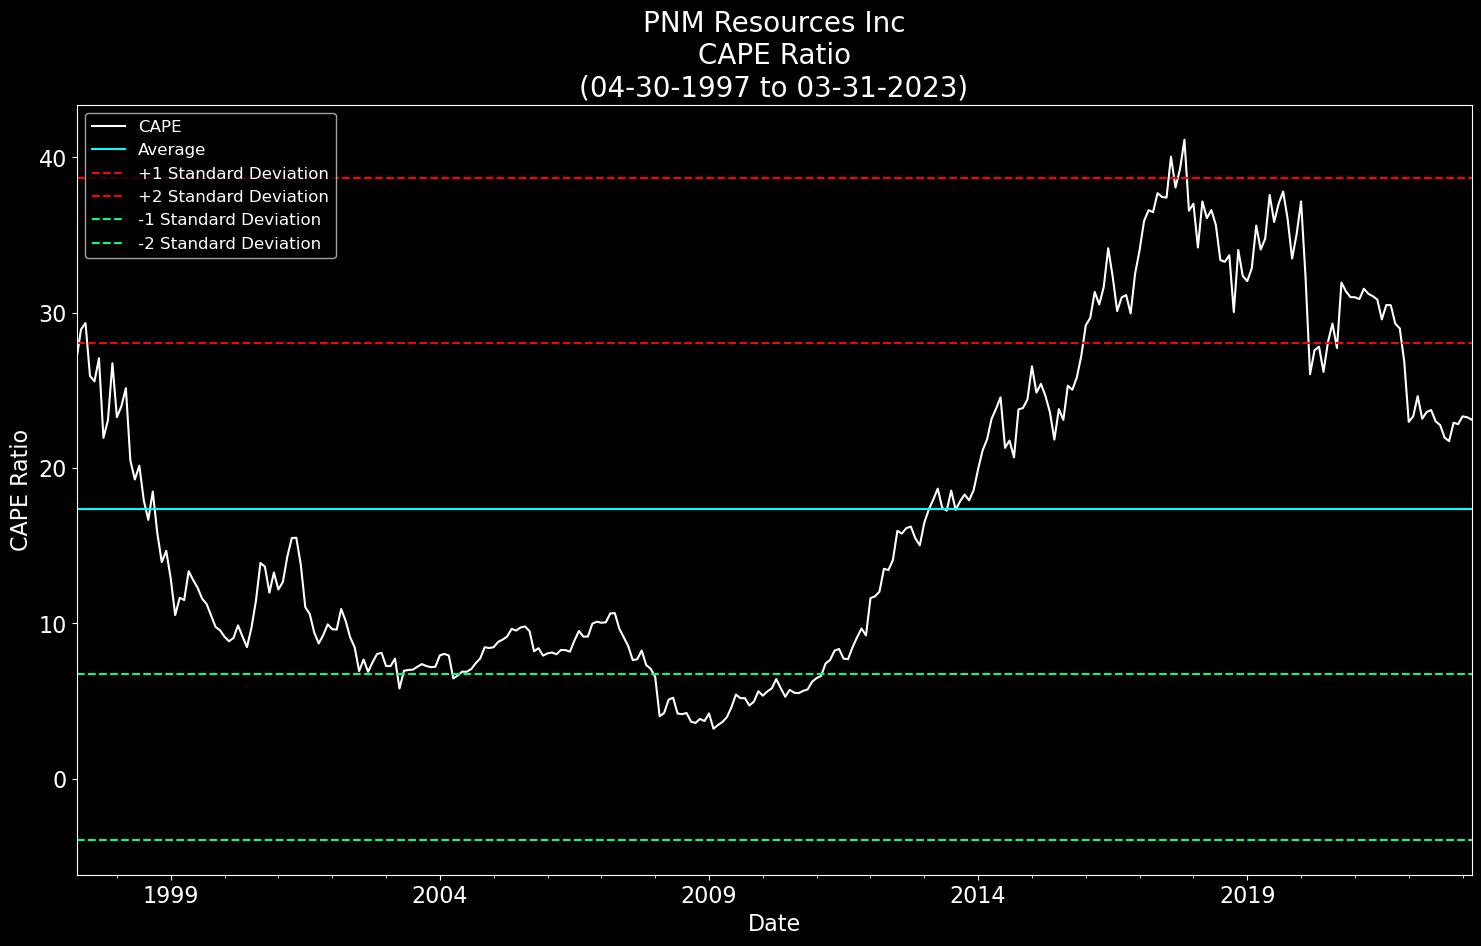 PNM Resources Inc
CAPE Ratio
(04-30-1997 to 03-31-2023)
CAPE
Average
+1 Standard Deviation
+2 Standard Deviation
-1 Standard Deviation
-2 Standard Deviation
40
30
20
10
0
CAPE Ratio
1999 2004 2009 2014 2019
Date